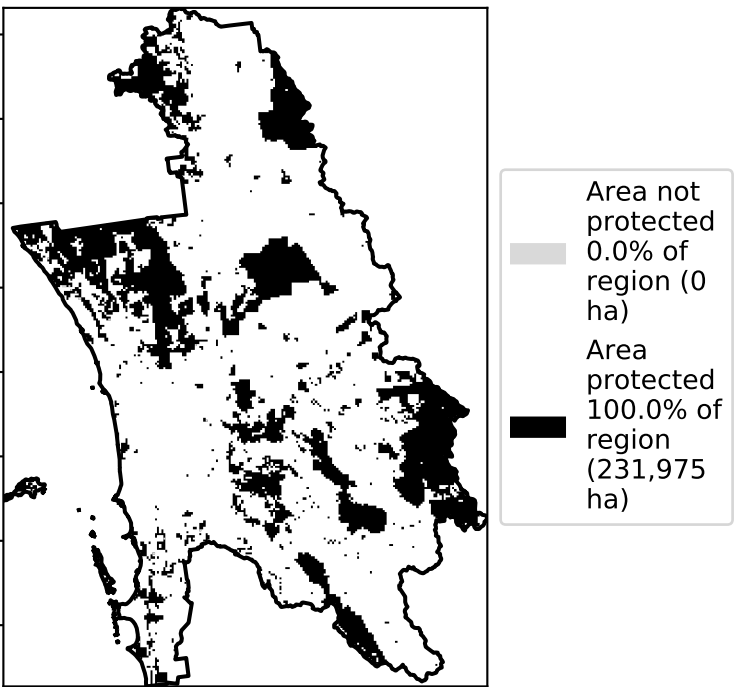 Area not
protected
0.0% of
region (0
ha)
Area
protected
100.0% of
region
(231,975
ha)